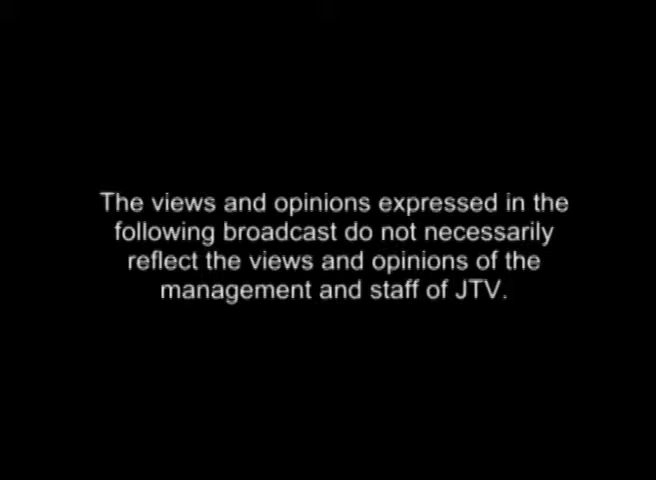 The views and opinions expressed in the
following broadcast do not necessarily
reflect the views and opinions of the
management and staff of JTV.